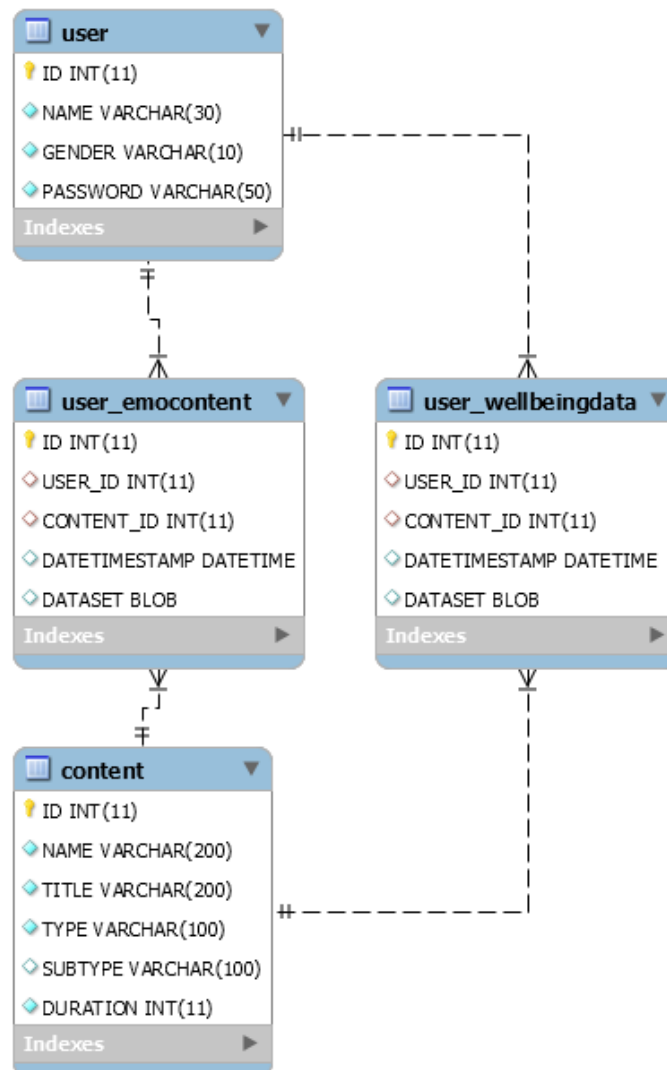 user
ID INT(11)
NAME VARCHAR(30)
GENDER VARCHAR(10)
PASSWORD VARCHAR(50)
Indexes
user_emocontent
ID INT(11)
USER_ID INT(11)
CONTENT_ID INT(11)
DATETIMESTAMP DATETIME
DATASET BLOB
Indexes
user_wellbeingdata
ID INT(11)
USER_ID INT(11)
CONTENT_ID INT(11)
DATETIMESTAMP DATETIME
DATASET BLOB
Indexes
content
ID INT(11)
NAME VARCHAR(200)
TITLE VARCHAR(200)
TYPE VARCHAR(100)
SUBTYPE VARCHAR(100)
DURATION INT(11)
Indexes